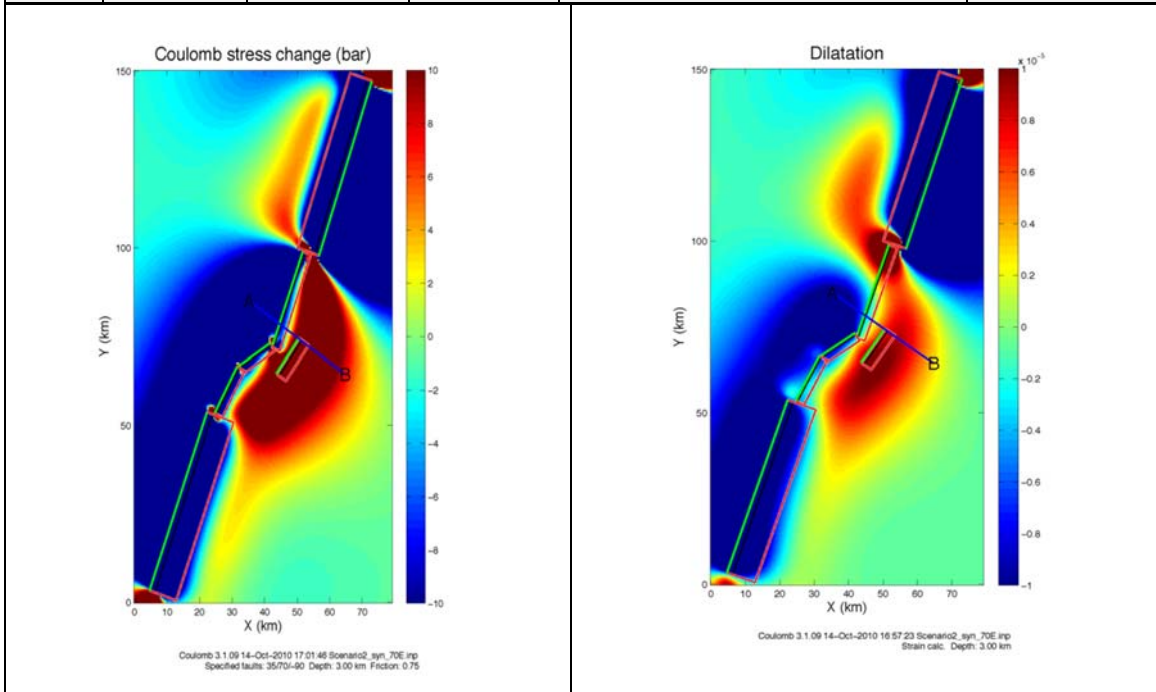 Coulomb stress change (bar)
150
100
50
0
Y (km)
0 10 20 30 40 50 60 70
X (km)
10
8
6
4
2
0
−2
−4
−6
−8
−10
A
B
Coulomb 3.1.09 14−Oct−2010 17:01:46 Scenario2_syn_70E.inp
Specified faults: 35/70/−90 Depth: 3.00 km Friction: 0.75
Dilatation
150
100
50
0
Y (km)
0 10 20 30 40 50 60 70
X (km)
1
0.8
0.6
0.4
0.2
0
−0.2
−0.4
−0.6
−0.8
−1
A
B
Coulomb 3.1.09 14−Oct−2010 16:57:23 Scenario2_syn_70E.inp
Strain calc. Depth: 3.00 km